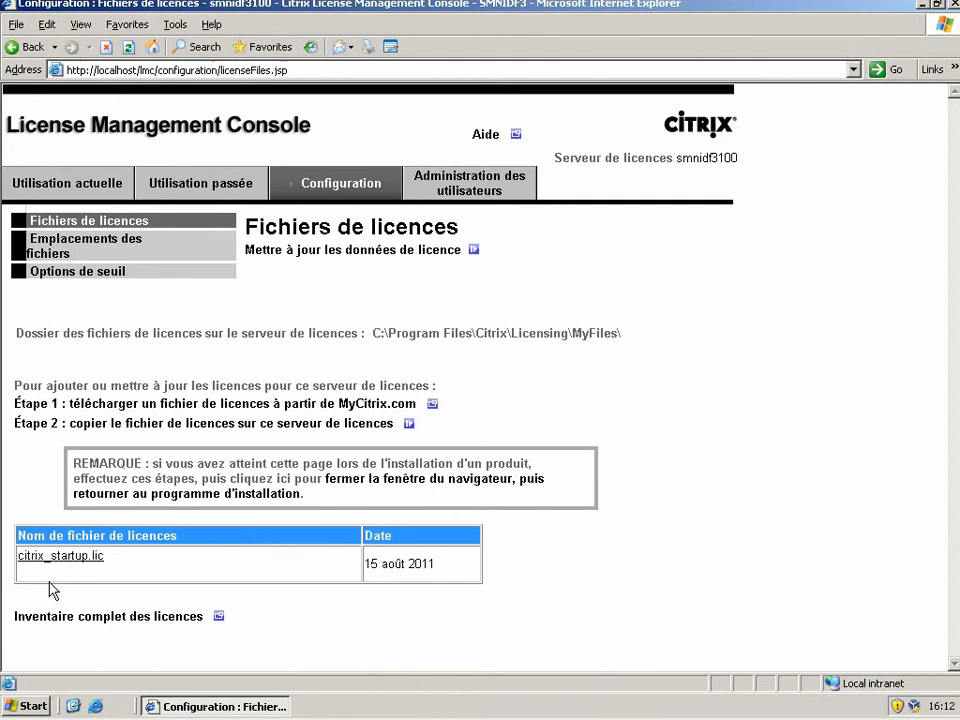 Configuration : Fichiers de licences - smnidf3100 - Citrix License Management Console - SMNIDF3 - Microsoft Internet Explorer
File Edit View Favorites Tools Help
Back Search Favorites
Address http://localhost/lmc/configuration/licenseFiles.jsp Go Links »
License Management Console
Aide
CITRIX®
Serveur de licences smnidf3100
Utilisation actuelle
Utilisation passée
Configuration
Administration des
utilisateurs
Fichiers de licences
Emplacements des
fichiers
Options de seuil
Fichiers de licences
Mettre à jour les données de licence
Dossier des fichiers de licences sur le serveur de licences : C:\Program Files\Citrix\Licensing\MyFiles\
Pour ajouter ou mettre à jour les licences pour ce serveur de licences :
Étape 1 : télécharger un fichier de licences à partir de MyCitrix.com
Étape 2 : copier le fichier de licences sur ce serveur de licences
REMARQUE : si vous avez atteint cette page lors de l'installation d'un produit,
effectuez ces étapes, puis cliquez ici pour fermer la fenêtre du navigateur, puis
retourner au programme d'installation.
Nom de fichier de licences Date
citrix_startup.lic 15 août 2011
Inventaire complet des licences
Local intranet
Start Configuration : Fichier... 16:12